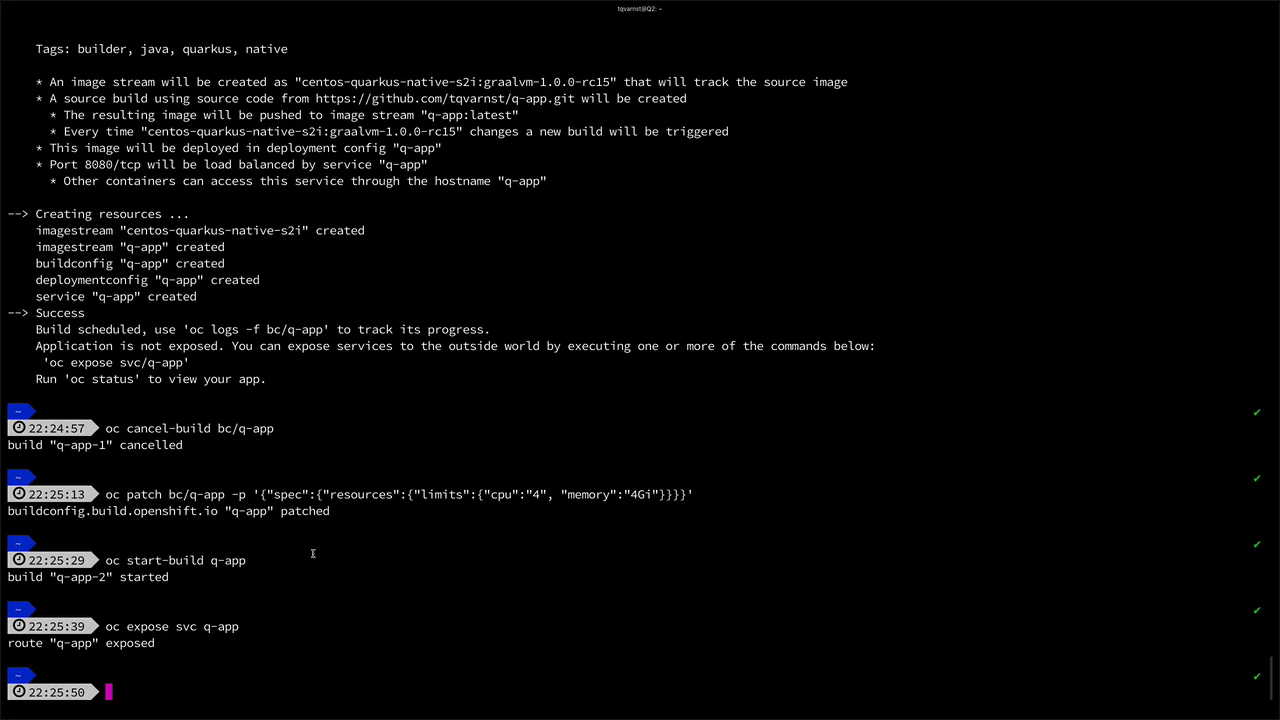 tqvarnst@Q2: ~
Tags: builder, java, quarkus, native
* An image stream will be created as "centos-quarkus-native-s2i:graalvm-1.0.0-rc15" that will track the source image
* A source build using source code from https://github.com/tqvarnst/q-app.git will be created
* The resulting image will be pushed to image stream "q-app:latest"
* Every time "centos-quarkus-native-s2i:graalvm-1.0.0-rc15" changes a new build will be triggered
* This image will be deployed in deployment config "q-app"
* Port 8080/tcp will be load balanced by service "q-app"
* Other containers can access this service through the hostname "q-app"
--> Creating resources ...
imagestream "centos-quarkus-native-s2i" created
imagestream "q-app" created
buildconfig "q-app" created
deploymentconfig "q-app" created
service "q-app" created
--> Success
Build scheduled, use 'oc logs -f bc/q-app' to track its progress.
Application is not exposed. You can expose services to the outside world by executing one or more of the commands below:
'oc expose svc/q-app'
Run 'oc status' to view your app.
~ ✔
22:24:57 oc cancel-build bc/q-app
build "q-app-1" cancelled
~ ✔
22:25:13 oc patch bc/q-app -p '{"spec":{"resources":{"limits":{"cpu":"4", "memory":"4Gi"}}}}'
buildconfig.build.openshift.io "q-app" patched
~ ✔
22:25:29 oc start-build q-app
build "q-app-2" started
~ ✔
22:25:39 oc expose svc q-app
route "q-app" exposed
~ ✔
22:25:50